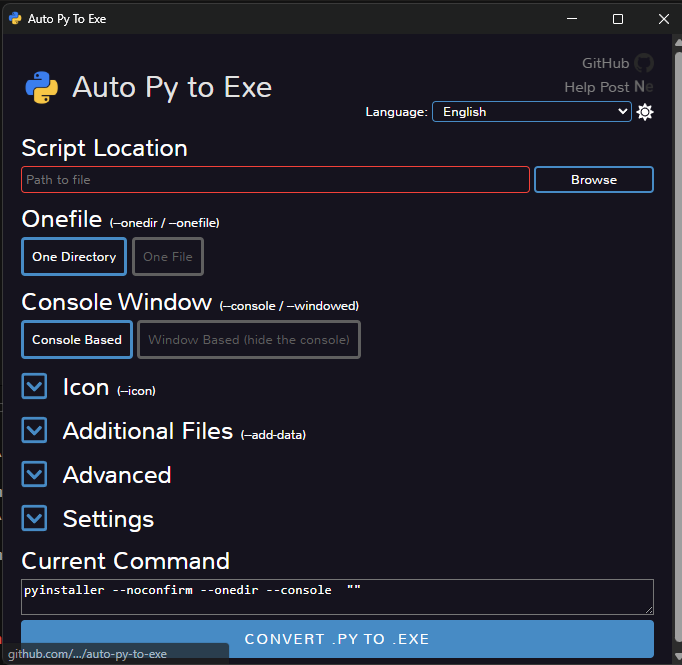 Auto Py To Exe
GitHub
Help Post Ne
Auto Py to Exe
Language: English
Script Location
Path to file
Browse
Onefile (--onedir / --onefile)
One Directory
One File
Console Window (--console / --windowed)
Console Based
Window Based (hide the console)
Icon (--icon)
Additional Files (--add-data)
Advanced
Settings
Current Command
pyinstaller --noconfirm --onedir --console  ""
CONVERT .PY TO .EXE
github.com/.../auto-py-to-exe